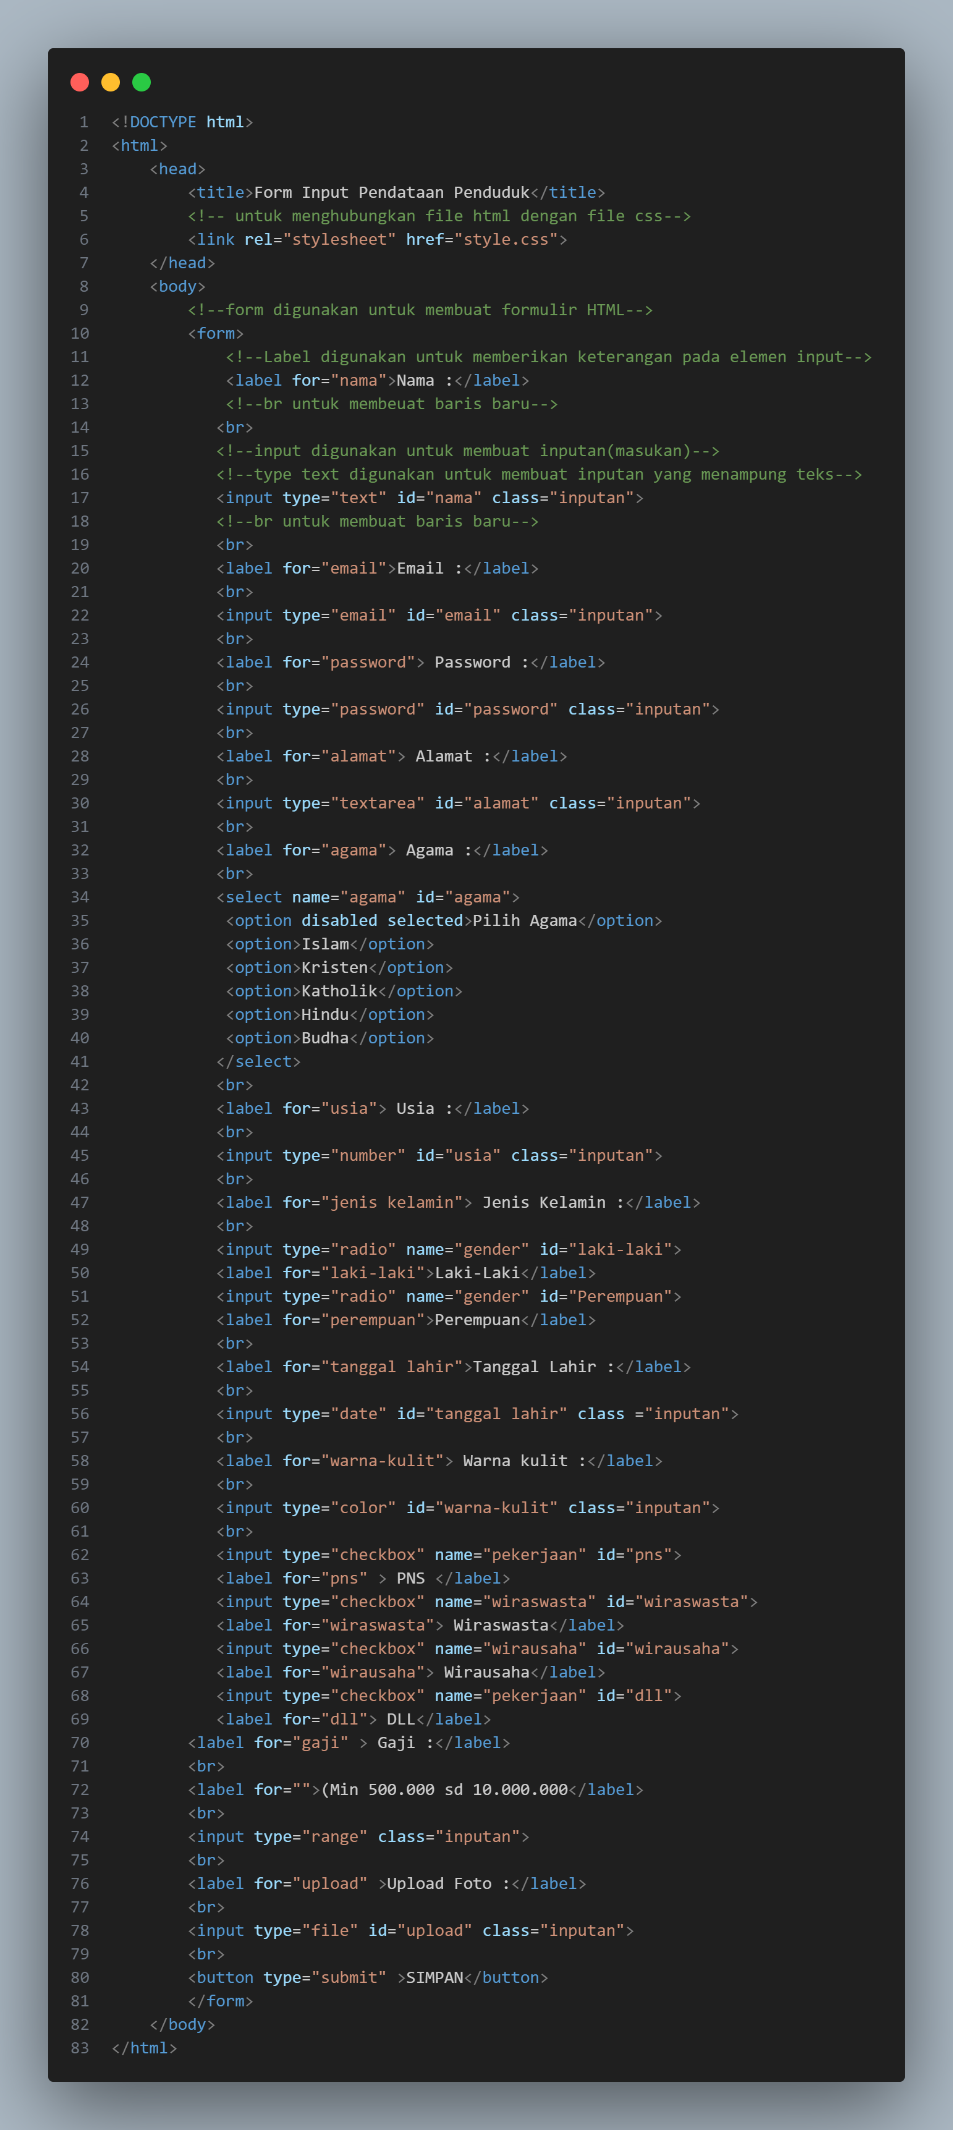 1 <!DOCTYPE html>
2 <html>
3     <head>
4         <title>Form Input Pendataan Penduduk</title>
5         <!-- untuk menghubungkan file html dengan file css-->
6         <link rel="stylesheet" href="style.css">
7     </head>
8     <body>
9         <!--form digunakan untuk membuat formulir HTML-->
10         <form>
11             <!--Label digunakan untuk memberikan keterangan pada elemen input-->
12             <label for="nama">Nama :</label>
13             <!--br untuk membeuat baris baru-->
14            <br>
15            <!--input digunakan untuk membuat inputan(masukan)-->
16            <!--type text digunakan untuk membuat inputan yang menampung teks-->
17            <input type="text" id="nama" class="inputan">
18            <!--br untuk membuat baris baru-->
19            <br>
20            <label for="email">Email :</label>
21            <br>
22            <input type="email" id="email" class="inputan">
23            <br>
24            <label for="password"> Password :</label>
25            <br>
26            <input type="password" id="password" class="inputan">
27            <br>
28            <label for="alamat"> Alamat :</label>
29            <br>
30            <input type="textarea" id="alamat" class="inputan">
31            <br>
32            <label for="agama"> Agama :</label>
33            <br>
34            <select name="agama" id="agama">
35             <option disabled selected>Pilih Agama</option>
36             <option>Islam</option>
37             <option>Kristen</option>
38             <option>Katholik</option>
39             <option>Hindu</option>
40             <option>Budha</option>
41            </select>
42            <br>
43            <label for="usia"> Usia :</label>
44            <br>
45            <input type="number" id="usia" class="inputan">
46            <br>
47            <label for="jenis kelamin"> Jenis Kelamin :</label>
48            <br>
49            <input type="radio" name="gender" id="laki-laki">
50            <label for="laki-laki">Laki-Laki</label>
51            <input type="radio" name="gender" id="Perempuan">
52            <label for="perempuan">Perempuan</label>
53            <br>
54            <label for="tanggal lahir">Tanggal Lahir :</label>
55            <br>
56            <input type="date" id="tanggal lahir" class ="inputan">
57            <br>
58            <label for="warna-kulit"> Warna kulit :</label>
59            <br>
60            <input type="color" id="warna-kulit" class="inputan">
61            <br>
62            <input type="checkbox" name="pekerjaan" id="pns">
63            <label for="pns" > PNS </label>
64            <input type="checkbox" name="wiraswasta" id="wiraswasta">
65            <label for="wiraswasta"> Wiraswasta</label>
66            <input type="checkbox" name="wirausaha" id="wirausaha">
67            <label for="wirausaha"> Wirausaha</label>
68            <input type="checkbox" name="pekerjaan" id="dll">
69            <label for="dll"> DLL</label>
70         <label for="gaji" > Gaji :</label>
71         <br>
72         <label for="">(Min 500.000 sd 10.000.000</label>
73         <br>
74         <input type="range" class="inputan">
75         <br>
76         <label for="upload" >Upload Foto :</label>
77         <br>
78         <input type="file" id="upload" class="inputan">
79         <br>
80         <button type="submit" >SIMPAN</button>
81         </form>
82     </body>
83 </html>